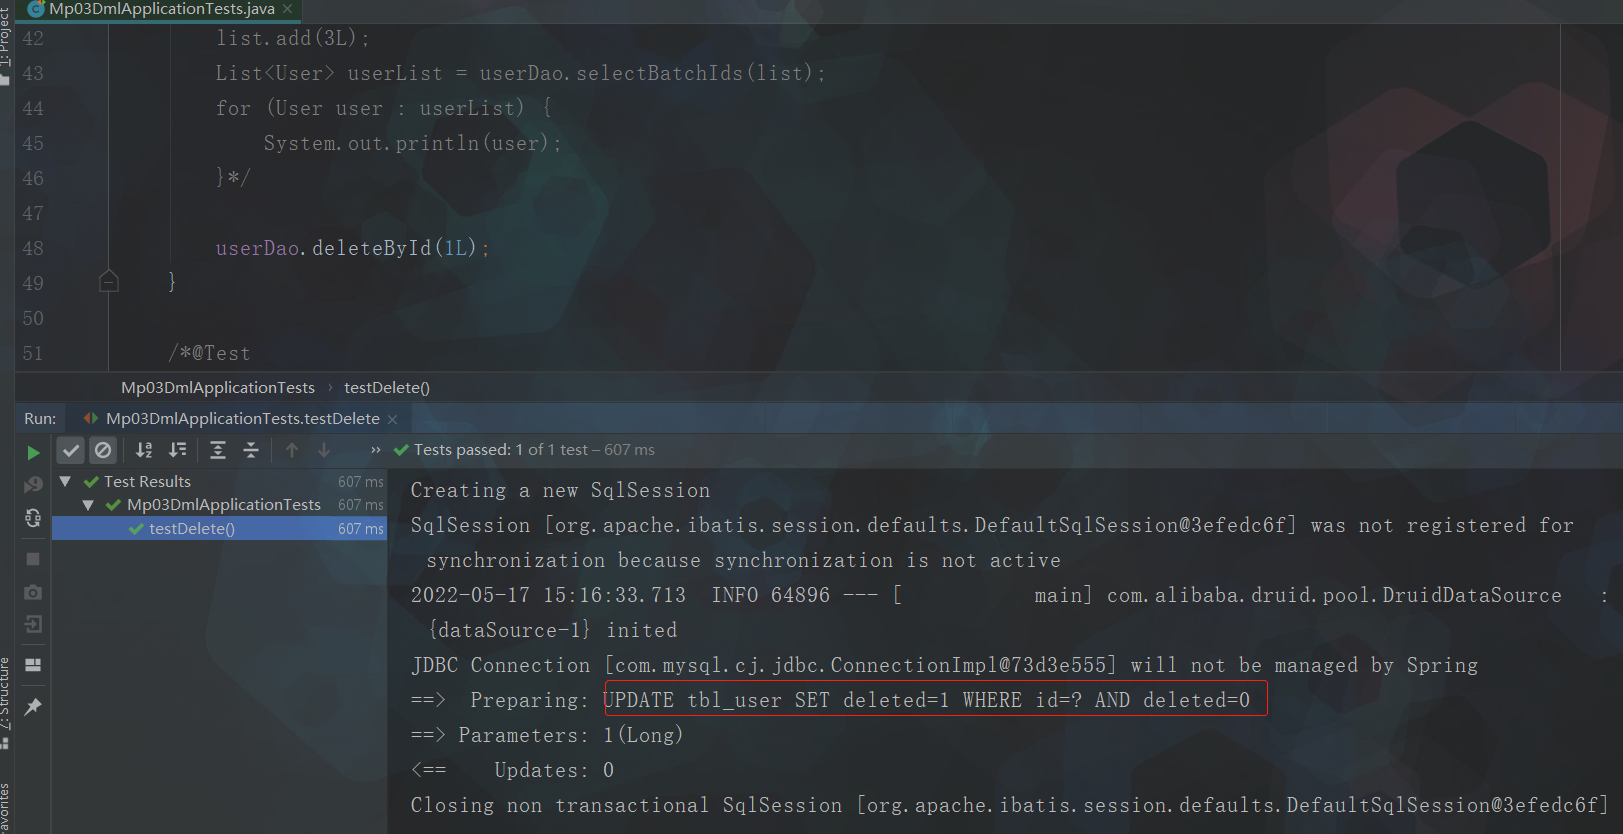 Mp03DmlApplicationTests.java
1: Project
42 list.add(3L);
43 List<User> userList = userDao.selectBatchIds(list);
44 for (User user : userList) {
45 System.out.println(user);
46 }*/
47
48 userDao.deleteById(1L);
49 }
50
51 /*@Test
Mp03DmlApplicationTests › testDelete()
Run: Mp03DmlApplicationTests.testDelete
» Tests passed: 1 of 1 test – 607 ms
Test Results 607 ms
Mp03DmlApplicationTests 607 ms
testDelete() 607 ms
Creating a new SqlSession
SqlSession [org.apache.ibatis.session.defaults.DefaultSqlSession@3efedc6f] was not registered for
synchronization because synchronization is not active
2022-05-17 15:16:33.713 INFO 64896 --- [ main] com.alibaba.druid.pool.DruidDataSource :
{dataSource-1} inited
JDBC Connection [com.mysql.cj.jdbc.ConnectionImpl@73d3e555] will not be managed by Spring
==> Preparing: UPDATE tbl_user SET deleted=1 WHERE id=? AND deleted=0
==> Parameters: 1(Long)
<== Updates: 0
Closing non transactional SqlSession [org.apache.ibatis.session.defaults.DefaultSqlSession@3efedc6f]
7: Structure
avorites